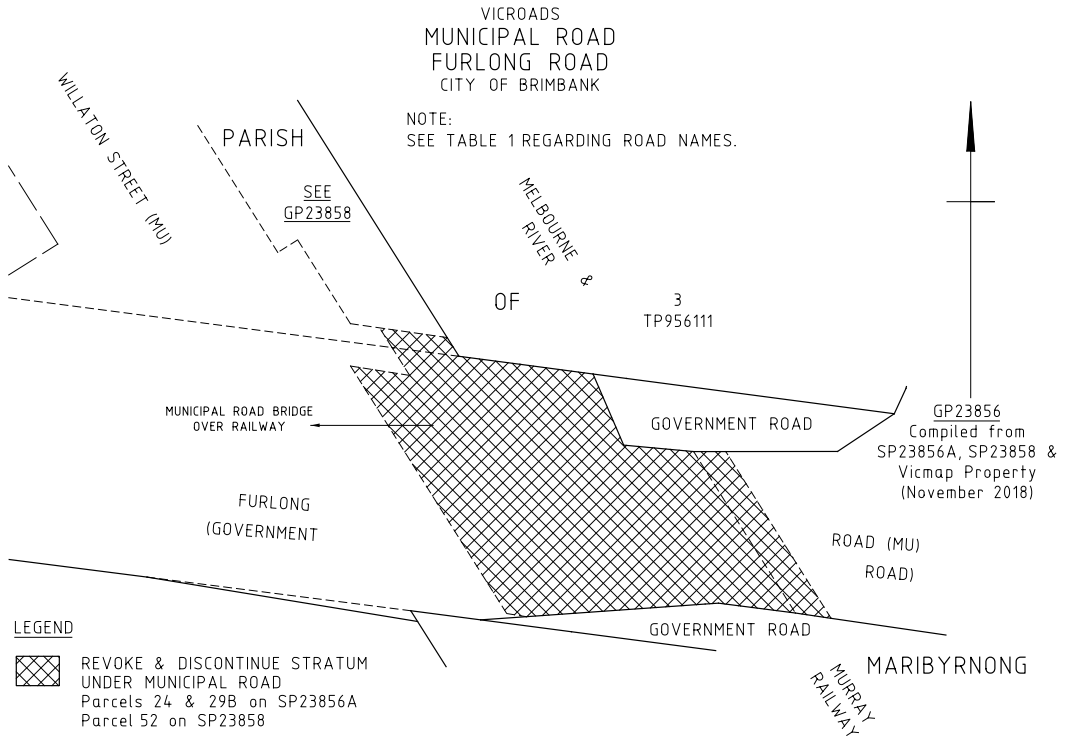 VICROADS
MUNICIPAL ROAD
FURLONG ROAD
CITY OF BRIMBANK
NOTE:
SEE TABLE 1 REGARDING ROAD NAMES.
WILLATON STREET (MU)
PARISH
SEE
GP23858
MELBOURNE &
RIVER
OF
3
TP956111
MUNICIPAL ROAD BRIDGE
OVER RAILWAY
GOVERNMENT ROAD
GP23856
Compiled from
SP23856A, SP23858 &
Vicmap Property
(November 2018)
FURLONG
(GOVERNMENT
ROAD (MU)
ROAD)
GOVERNMENT ROAD
MARIBYRNONG
MURRAY
RAILWAY
LEGEND
REVOKE & DISCONTINUE STRATUM
UNDER MUNICIPAL ROAD
Parcels 24 & 29B on SP23856A
Parcel 52 on SP23858